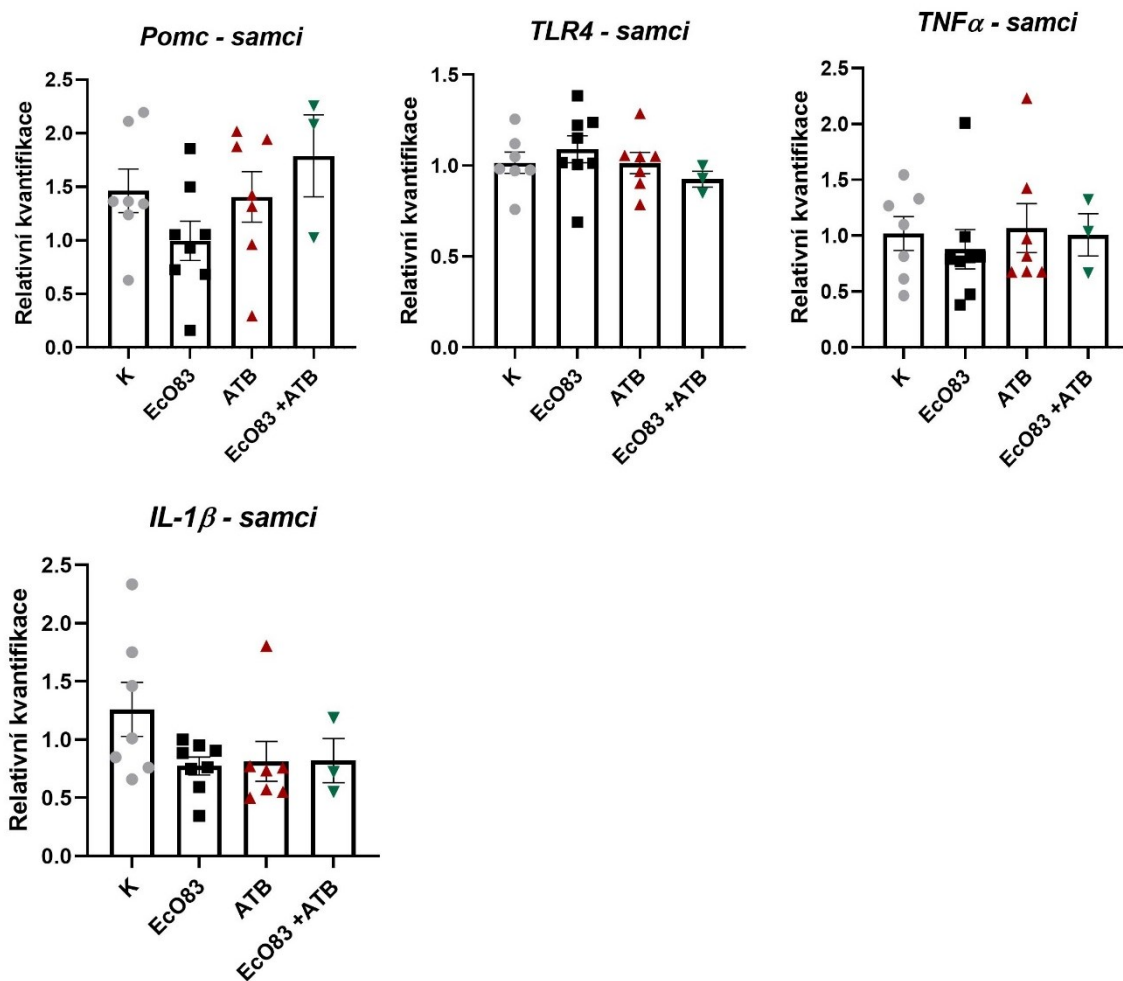 Pomc - samci
Relativní kvantifikace
2.5
2.0
1.5
1.0
0.5
0.0
K
EcO83
ATB
EcO83 +ATB
TLR4 - samci
Relativní kvantifikace
1.5
1.0
0.5
0.0
K
EcO83
ATB
EcO83 +ATB
TNFα - samci
Relativní kvantifikace
2.5
2.0
1.5
1.0
0.5
0.0
K
EcO83
ATB
EcO83 +ATB
IL-1β - samci
Relativní kvantifikace
2.5
2.0
1.5
1.0
0.5
0.0
K
EcO83
ATB
EcO83 +ATB